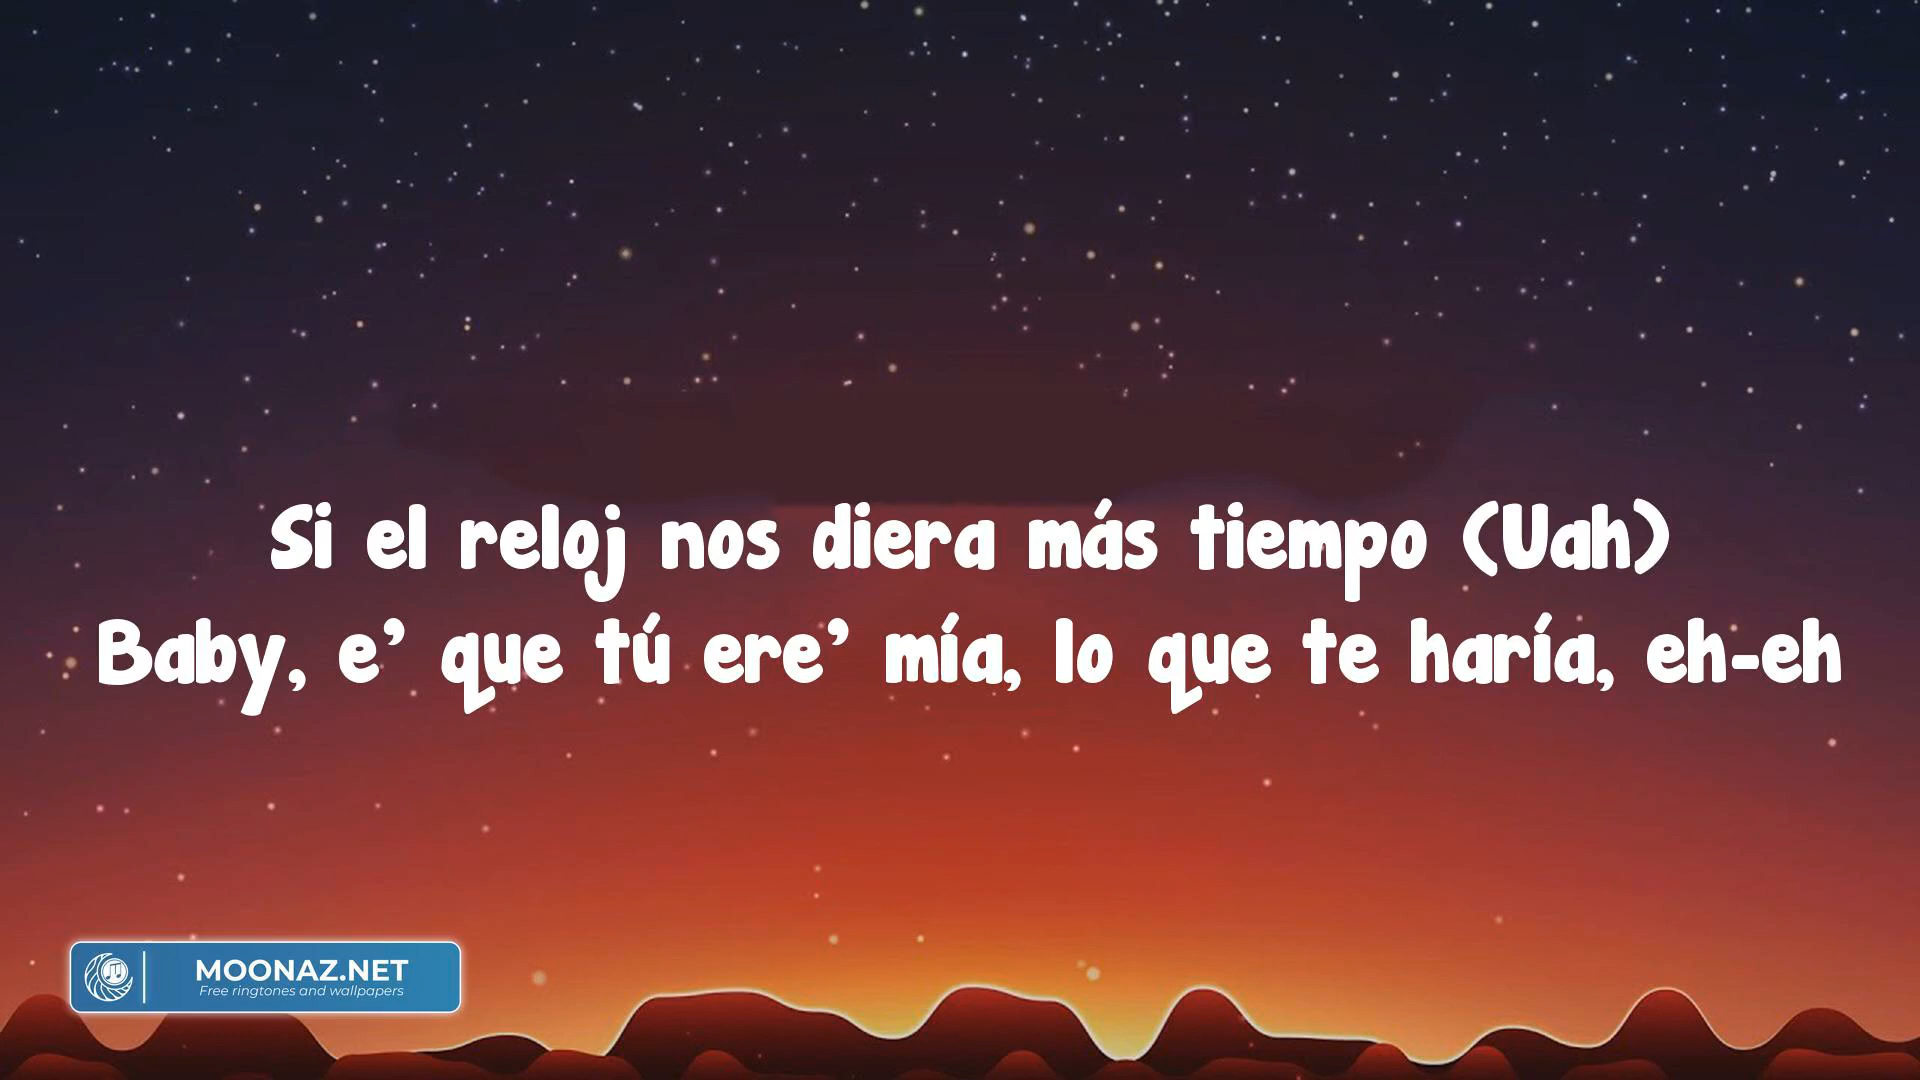 Si el reloj nos diera más tiempo (Uah)
Baby, e’ que tú ere’ mía, lo que te haría, eh-eh
MOONAZ.NET
Free ringtones and wallpapers